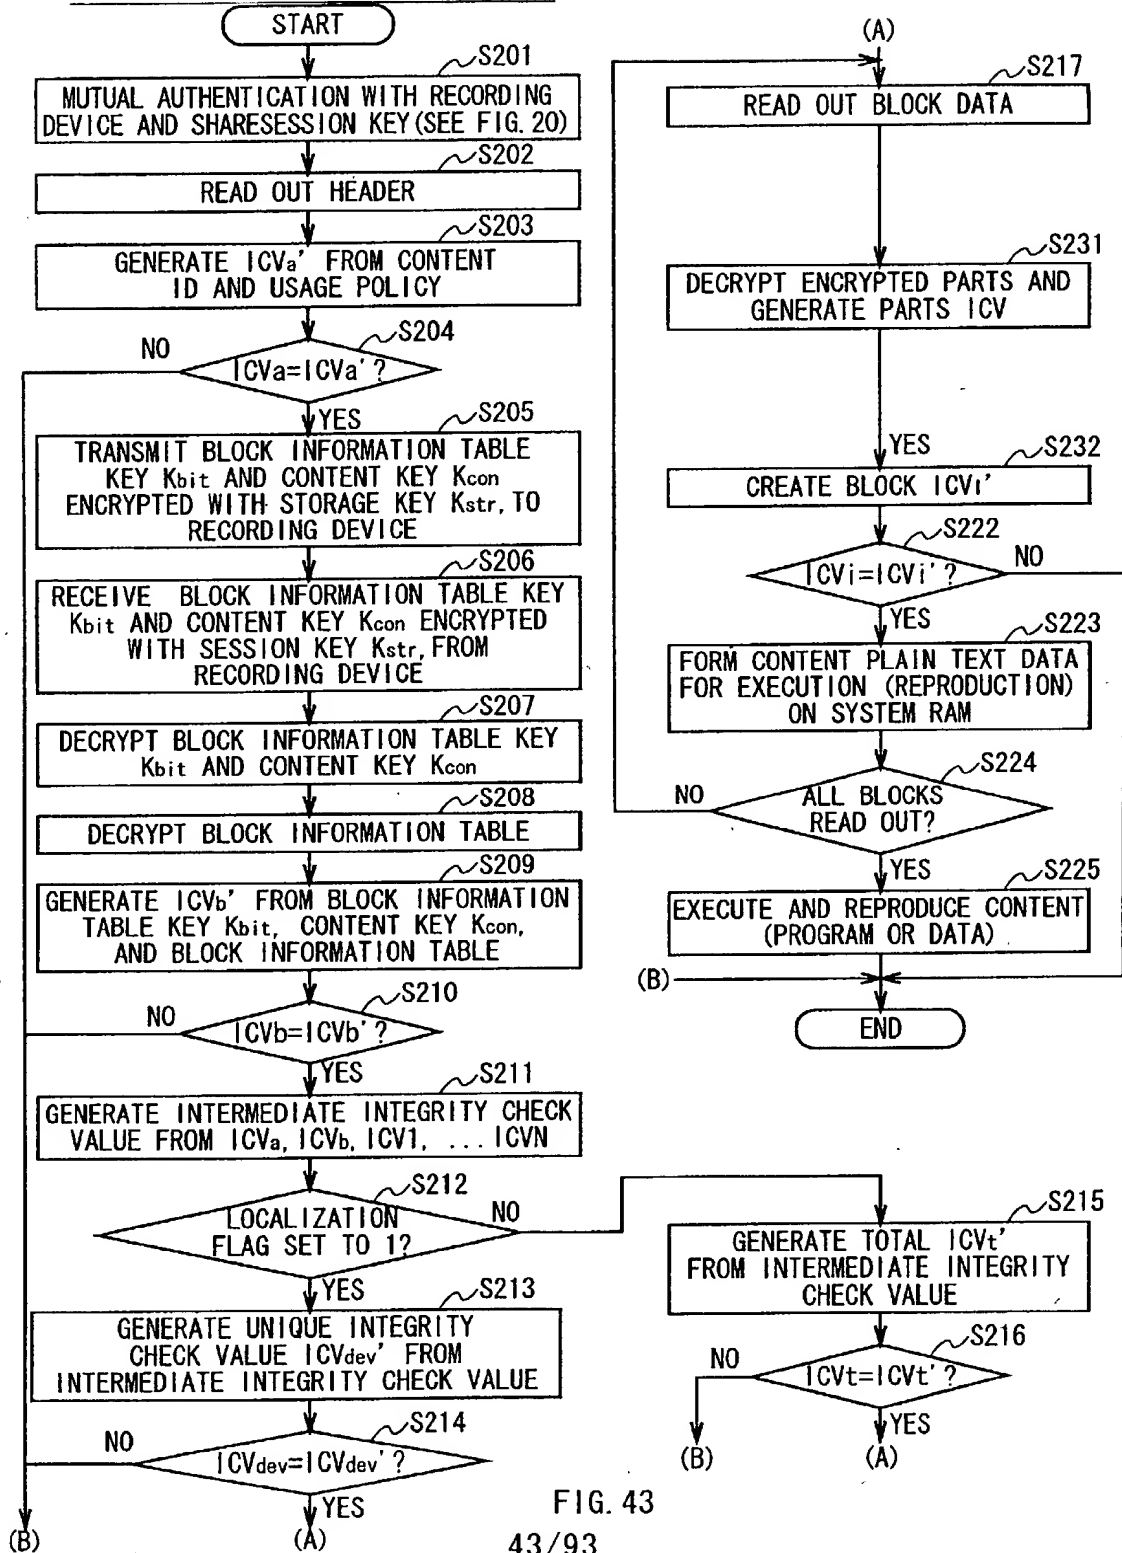 START
S201
MUTUAL AUTHENTICATION WITH RECORDING
DEVICE AND SHARESESSION KEY(SEE FIG. 20)
S202
READ OUT HEADER
S203
GENERATE ICVa' FROM CONTENT
ID AND USAGE POLICY
S204
NO
ICVa=ICVa'?
YES
S205
TRANSMIT BLOCK INFORMATION TABLE
KEY Kbit AND CONTENT KEY Kcon
ENCRYPTED WITH STORAGE KEY Kstr, TO
RECORDING DEVICE
S206
RECEIVE BLOCK INFORMATION TABLE KEY
Kbit AND CONTENT KEY Kcon ENCRYPTED
WITH SESSION KEY Kstr, FROM
RECORDING DEVICE
S207
DECRYPT BLOCK INFORMATION TABLE KEY
Kbit AND CONTENT KEY Kcon
S208
DECRYPT BLOCK INFORMATION TABLE
S209
GENERATE ICVb' FROM BLOCK INFORMATION
TABLE KEY Kbit, CONTENT KEY Kcon,
AND BLOCK INFORMATION TABLE
S210
NO
ICVb=ICVb'?
YES
S211
GENERATE INTERMEDIATE INTEGRITY CHECK
VALUE FROM ICVa, ICVb, ICV1, ... ICVN
S212
LOCALIZATION
FLAG SET TO 1?
NO
YES
S213
GENERATE UNIQUE INTEGRITY
CHECK VALUE ICVdev' FROM
INTERMEDIATE INTEGRITY CHECK VALUE
S214
NO
ICVdev=ICVdev'?
YES
(B)
(A)
(A)
S217
READ OUT BLOCK DATA
S231
DECRYPT ENCRYPTED PARTS AND
GENERATE PARTS ICV
YES
S232
CREATE BLOCK ICVi'
S222
NO
ICVi=ICVi'?
YES
S223
FORM CONTENT PLAIN TEXT DATA
FOR EXECUTION (REPRODUCTION)
ON SYSTEM RAM
S224
NO
ALL BLOCKS
READ OUT?
YES
S225
EXECUTE AND REPRODUCE CONTENT
(PROGRAM OR DATA)
(B)
END
S215
GENERATE TOTAL ICVt'
FROM INTERMEDIATE INTEGRITY
CHECK VALUE
S216
NO
ICVt=ICVt'?
YES
(B)
(A)
FIG. 43
43/93